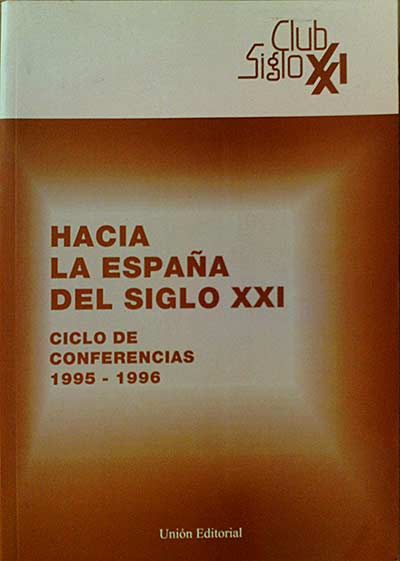 Club
Siglo XXI
HACIA
LA ESPAÑA
DEL SIGLO XXI
CICLO DE
CONFERENCIAS
1995 - 1996
Unión Editorial